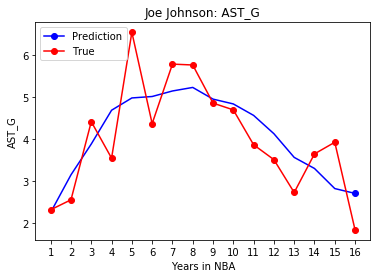 Joe Johnson: AST_G
Prediction
True
6
5
4
3
2
AST_G
1 2 3 4 5 6 7 8 9 10 11 12 13 14 15 16
Years in NBA